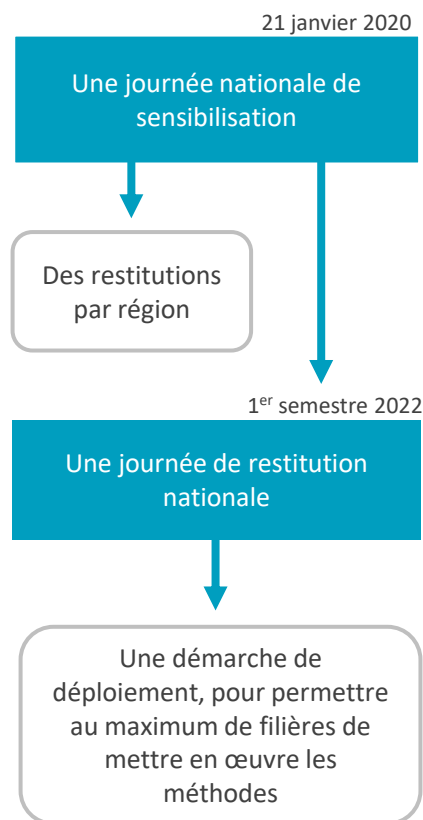 21 janvier 2020
Une journée nationale de
sensibilisation
Des restitutions
par région
1er semestre 2022
Une journée de restitution
nationale
Une démarche de
déploiement, pour permettre
au maximum de filières de
mettre en œuvre les
méthodes